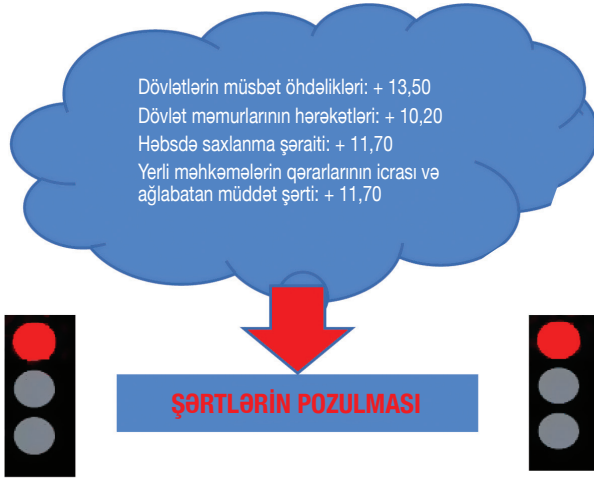 Dövlətlərin müsbət öhdəlikləri: + 13,50
Dövlət məmurlarının hərəkətləri: + 10,20
Həbsdə saxlanma şəraiti: + 11,70
Yerli məhkəmələrin qərarlarının icrası və
ağlabatan müddət şərti: + 11,70
ŞƏRTLƏRİN POZULMASI